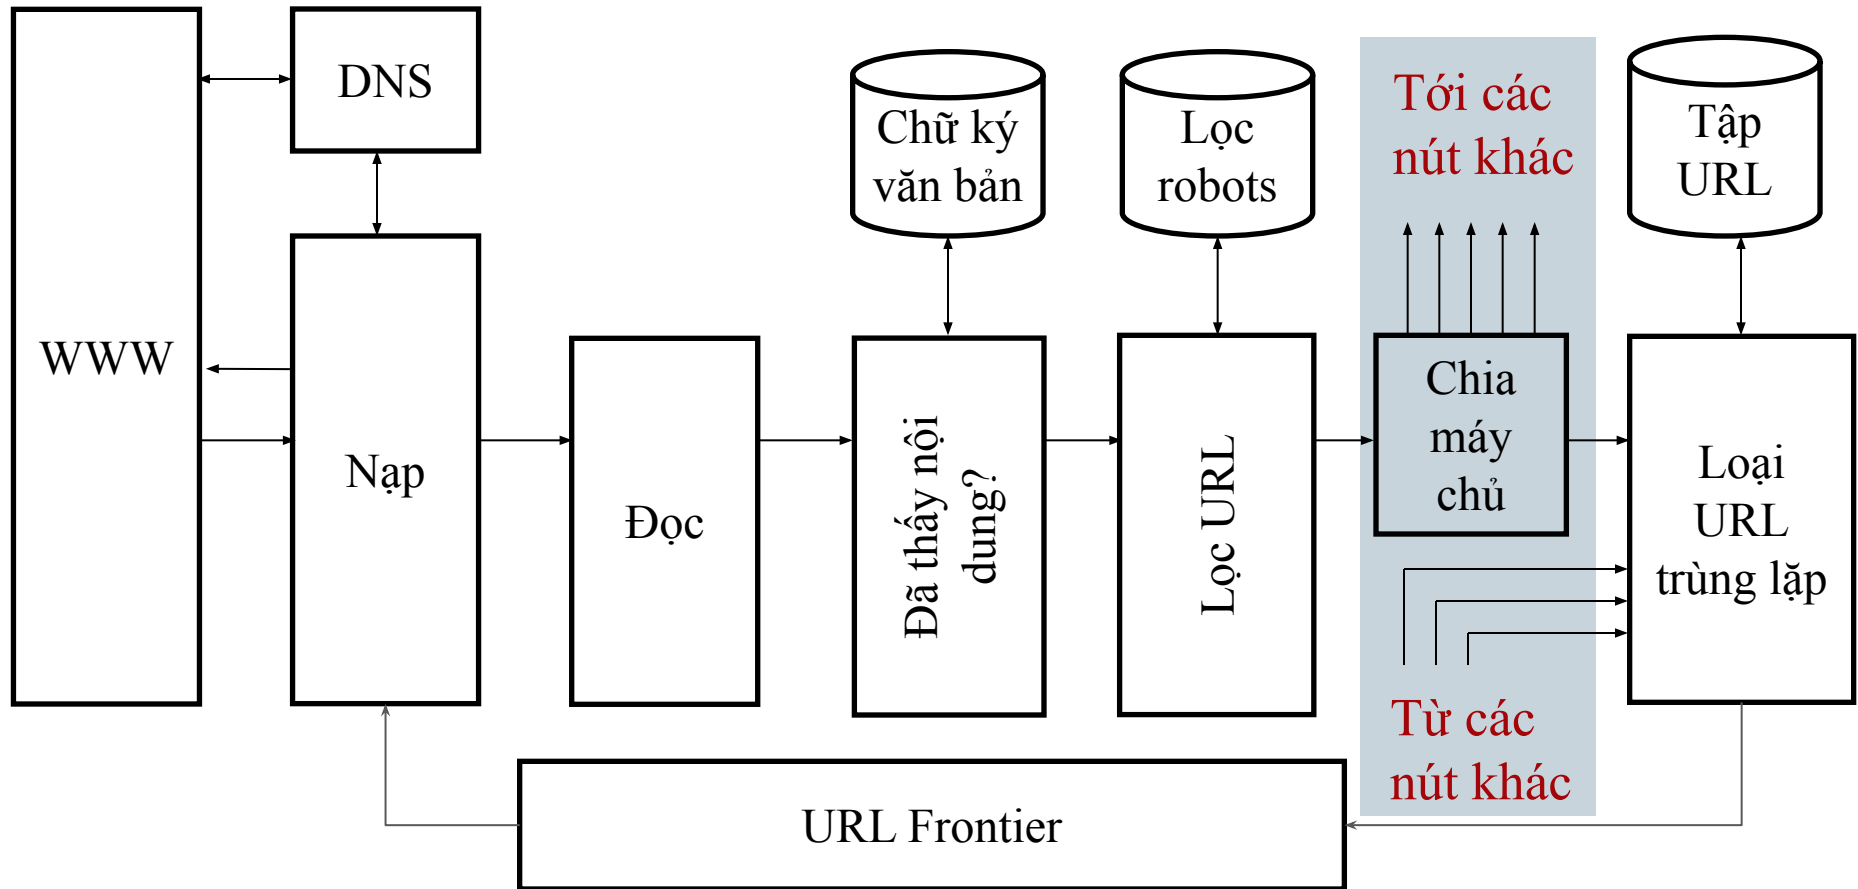 DNS
WWW
Nạp
Đọc
Chữ ký
văn bản
Đã thấy nội
dung?
Lọc
robots
Lọc URL
Tới các
nút khác
Chia
máy
chủ
Từ các
nút khác
Tập
URL
Loại
URL
trùng lặp
URL Frontier